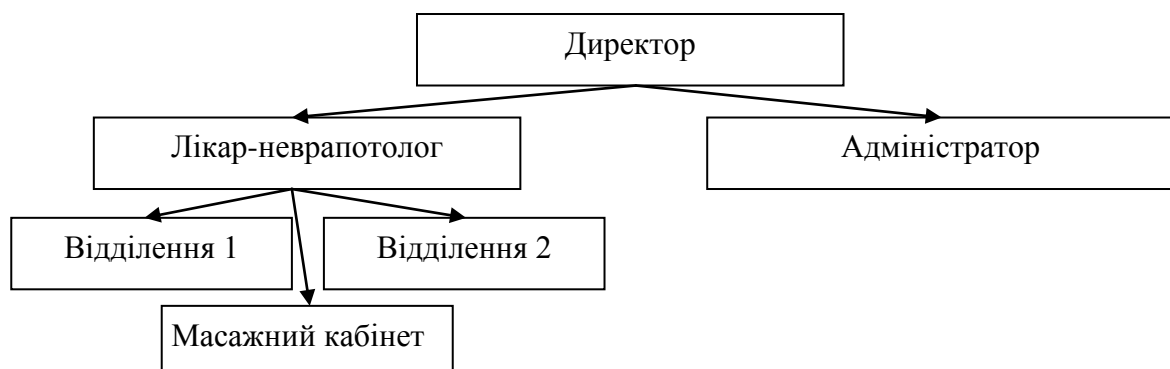 Директор
Лікар-неврапотолог
Адміністратор
Відділення 1
Відділення 2
Масажний кабінет